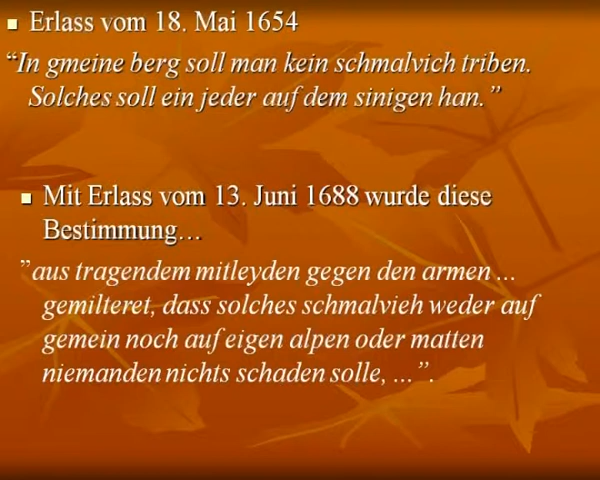 Erlass vom 18. Mai 1654
“In gmeine berg soll man kein schmalvich triben.
Solches soll ein jeder auf dem sinigen han.”
Mit Erlass vom 13. Juni 1688 wurde diese
Bestimmung…
”aus tragendem mitleyden gegen den armen ...
gemilteret, dass solches schmalvieh weder auf
gemein noch auf eigen alpen oder matten
niemanden nichts schaden solle, ...”.